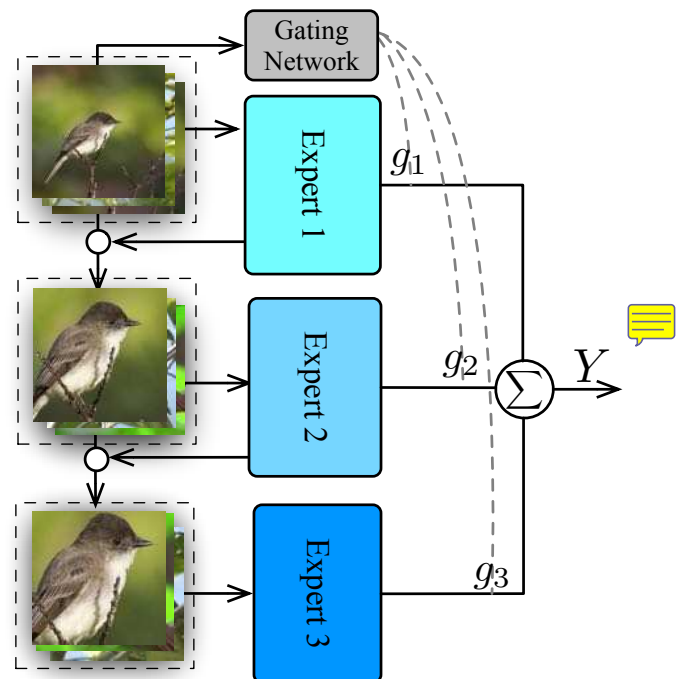 Gating
Network
Expert 1
g1
Expert 2
g2
Σ
Y
Expert 3
g3